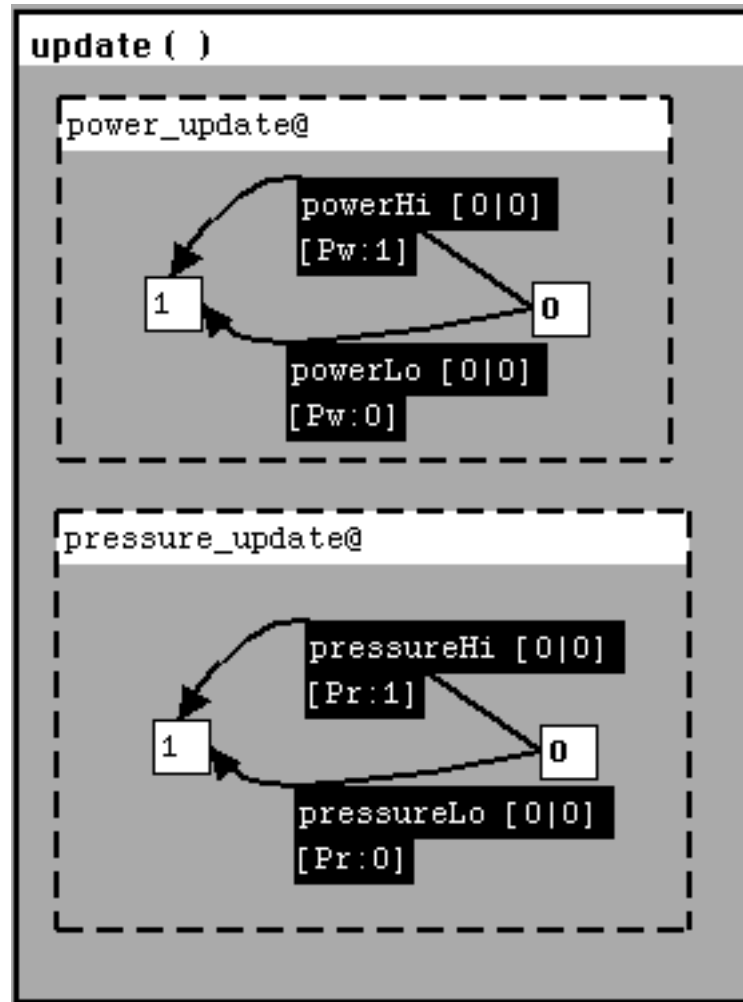 update ( )
power_update@
powerHi [0|0]
[Pw:1]
1
0
powerLo [0|0]
[Pw:0]
pressure_update@
pressureHi [0|0]
[Pr:1]
1
0
pressureLo [0|0]
[Pr:0]